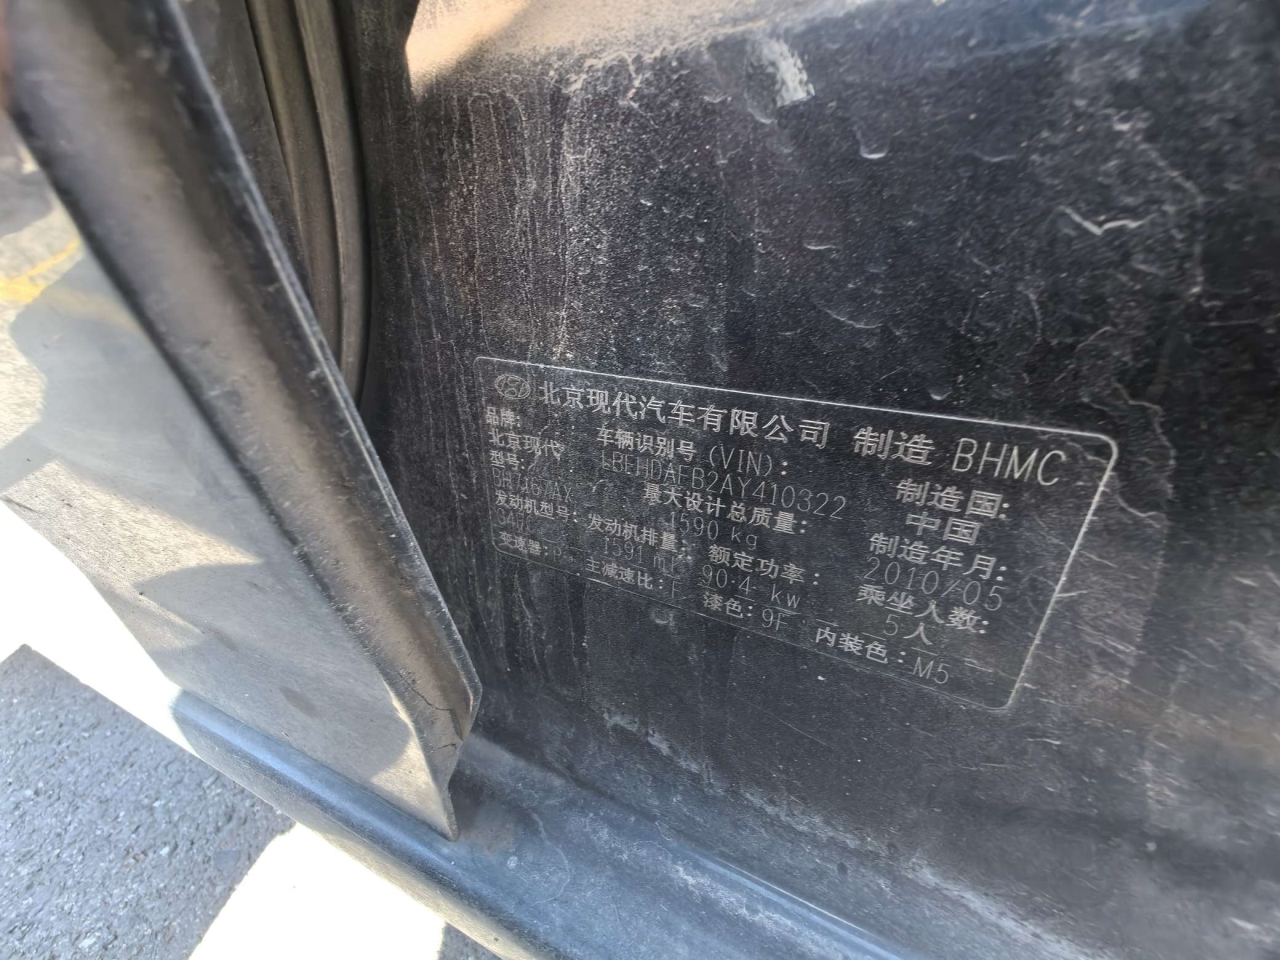 北京现代汽车有限公司 制造 BHMC
品牌: 车辆识别号(VIN): 制造国:
北京现代 LBEHDAFB2AY410322 中国
型号: 最大设计总质量: 制造年月:
BH7161AY 1590 kg 2010/05
发动机型号: 发动机排量: 额定功率: 乘坐人数:
1591 mL 90.4 kw 5人
变速器: 主减速比: F 漆色: 9F 内装色: M5